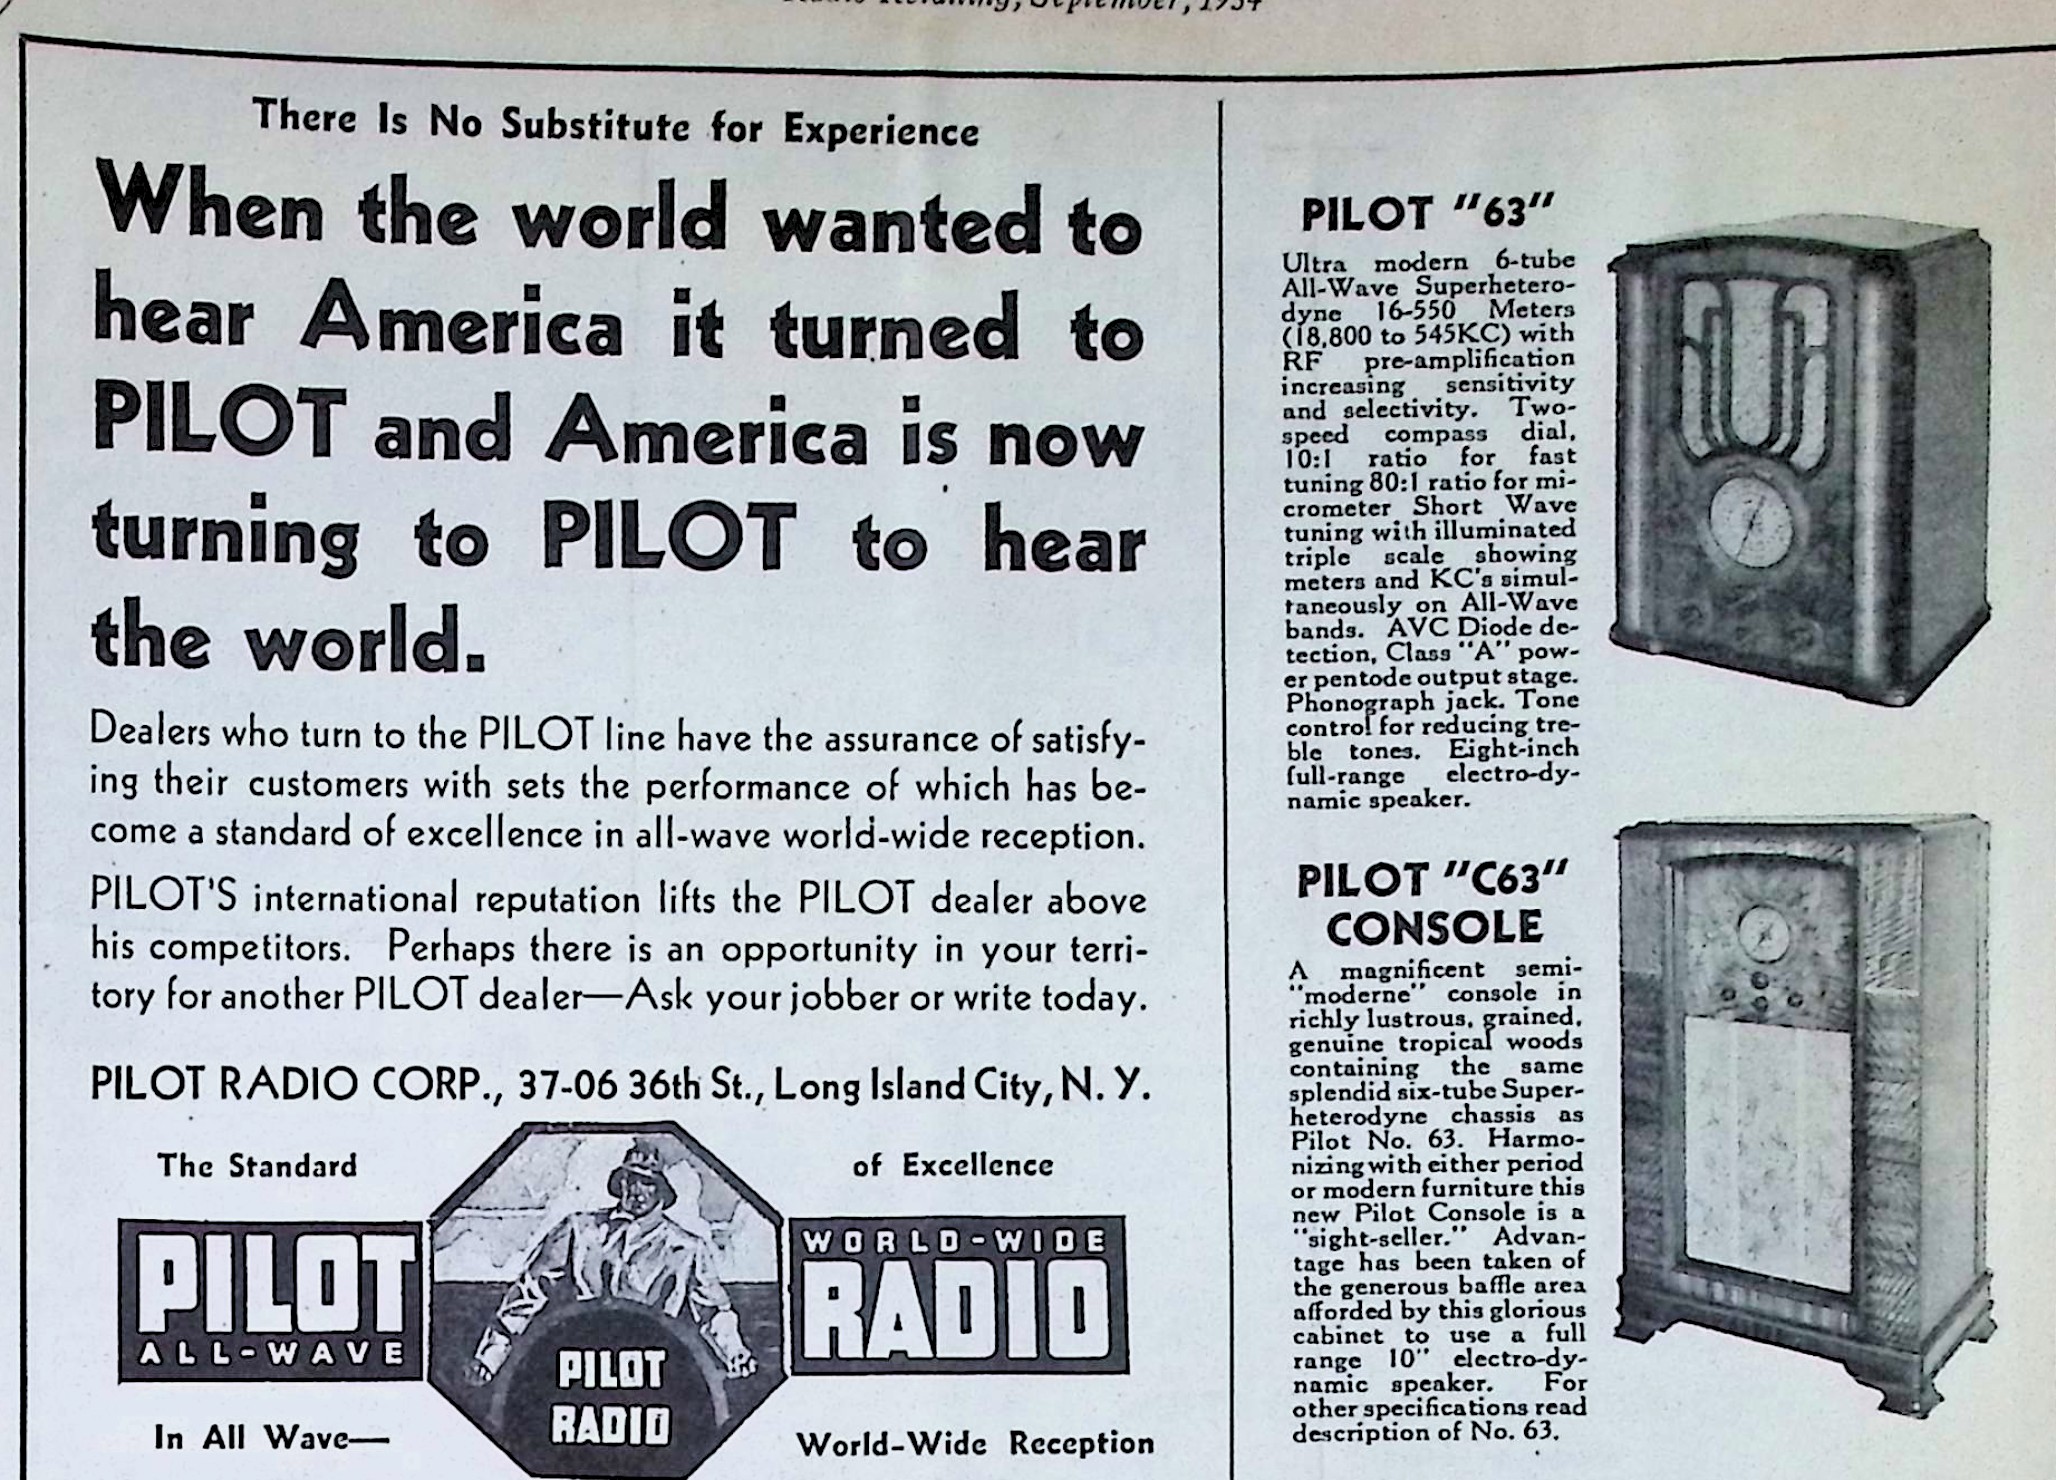 Radio Retailing, September, 1934
There Is No Substitute for Experience
When the world wanted to
hear America it turned to
PILOT and America is now
turning to PILOT to hear
the world.
Dealers who turn to the PILOT line have the assurance of satisfy-
ing their customers with sets the performance of which has be-
come a standard of excellence in all-wave world-wide reception.
PILOT'S international reputation lifts the PILOT dealer above
his competitors. Perhaps there is an opportunity in your terri-
tory for another PILOT dealer—Ask your jobber or write today.
PILOT RADIO CORP., 37-06 36th St., Long Island City, N. Y.
The Standard
of Excellence
PILOT
ALL-WAVE
PILOT
RADIO
WORLD-WIDE
RADIO
In All Wave—
World-Wide Reception
PILOT "63"
Ultra modern 6-tube
All-Wave Superhetero-
dyne 16-550 Meters
(18,800 to 545KC) with
RF pre-amplification
increasing sensitivity
and selectivity. Two-
speed compass dial,
10:1 ratio for fast
tuning 80:1 ratio for mi-
crometer Short Wave
tuning with illuminated
triple scale showing
meters and KC's simul-
taneously on All-Wave
bands. AVC Diode de-
tection, Class "A" pow-
er pentode output stage.
Phonograph jack. Tone
control for reducing tre-
ble tones. Eight-inch
full-range electro-dy-
namic speaker.
PILOT "C63"
CONSOLE
A magnificent semi-
"moderne" console in
richly lustrous, grained,
genuine tropical woods
containing the same
splendid six-tube Super-
heterodyne chassis as
Pilot No. 63. Harmo-
nizing with either period
or modern furniture this
new Pilot Console is a
"sight-seller." Advan-
tage has been taken of
the generous baffle area
afforded by this glorious
cabinet to use a full
range 10" electro-dy-
namic speaker. For
other specifications read
description of No. 63.